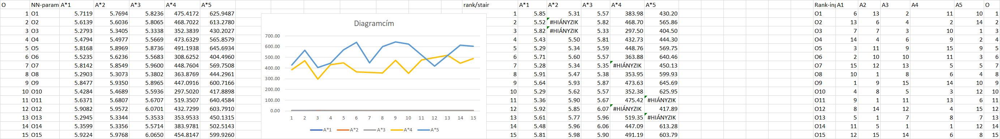 O NN-param A*1 A*2 A*3 A*4 A*5 rank/stair A*1 A*2 A*3 A*4 A*5 Rank-inp A1 A2 A3 A4 A5 O
1 O1 5.7119 5.7694 5.8236 475.4172 625.9487 1 5.85 5.31 5.57 383.98 430.20 O1 6 13 2 11 10 1
2 O2 5.6139 5.6036 5.8065 468.7022 613.2780 2 5.52 #HIÁNYZIK 5.82 468.70 565.86 O2 13 6 4 2 14 2
3 O3 5.2793 5.3405 5.3338 352.3839 430.2027 3 5.82 #HIÁNYZIK 5.33 297.50 404.50 O3 7 7 3 10 1 3
4 O4 5.4794 5.4977 5.5669 473.6329 565.8579 4 5.43 5.50 5.81 432.73 444.30 O4 14 4 6 9 2 4
5 O5 5.8168 5.8969 5.8736 491.1938 645.6934 5 5.29 5.34 5.59 448.76 569.75 O5 3 11 9 15 9 5
6 O6 5.5235 5.6236 5.5683 308.6252 404.4960 6 5.71 5.60 5.57 363.88 640.46 O6 2 10 10 11 3 6
7 O7 5.8142 5.8549 5.9600 448.7604 569.7508 7 5.28 5.34 5.35 #HIÁNYZIK 450.13 O7 15 12 13 5 5 7
8 O8 5.2903 5.3073 5.3802 363.8769 444.2961 8 5.91 5.47 5.38 353.95 599.93 O8 10 1 8 6 4 8
9 O9 5.8477 5.9350 5.8965 447.0916 600.7166 9 5.64 5.93 5.87 473.63 645.69 O9 1 9 15 14 10 9
10 O10 5.4284 5.4689 5.5936 297.5020 417.8898 10 5.29 5.62 5.57 352.38 625.95 O10 4 8 5 3 12 10
11 O11 5.6371 5.6807 5.6707 519.3507 640.4584 11 5.36 5.90 5.67 475.42 #HIÁNYZIK O11 9 1 11 13 6 11
12 O12 5.9082 5.9572 6.0701 432.7299 603.7910 12 5.92 5.85 6.07 #HIÁNYZIK 417.89 O12 8 14 12 4 15 12
13 O13 5.2945 5.3344 5.3533 353.9533 450.1315 13 5.61 5.77 5.96 519.35 #HIÁNYZIK O13 5 1 7 8 7 13
14 O14 5.3599 5.3356 5.5714 383.9781 502.5143 14 5.48 5.96 6.06 447.09 613.28 O14 11 5 1 1 12 14
15 O15 5.9224 5.9768 6.0650 454.8147 599.9260 15 5.81 5.98 5.90 491.19 603.79 O15 12 15 14 6 8 15
Diagramcím
700.00
600.00
500.00
400.00
300.00
200.00
100.00
0.00
1 2 3 4 5 6 7 8 9 10 11 12 13 14 15
A*1 A*2 A*3 A*4 A*5